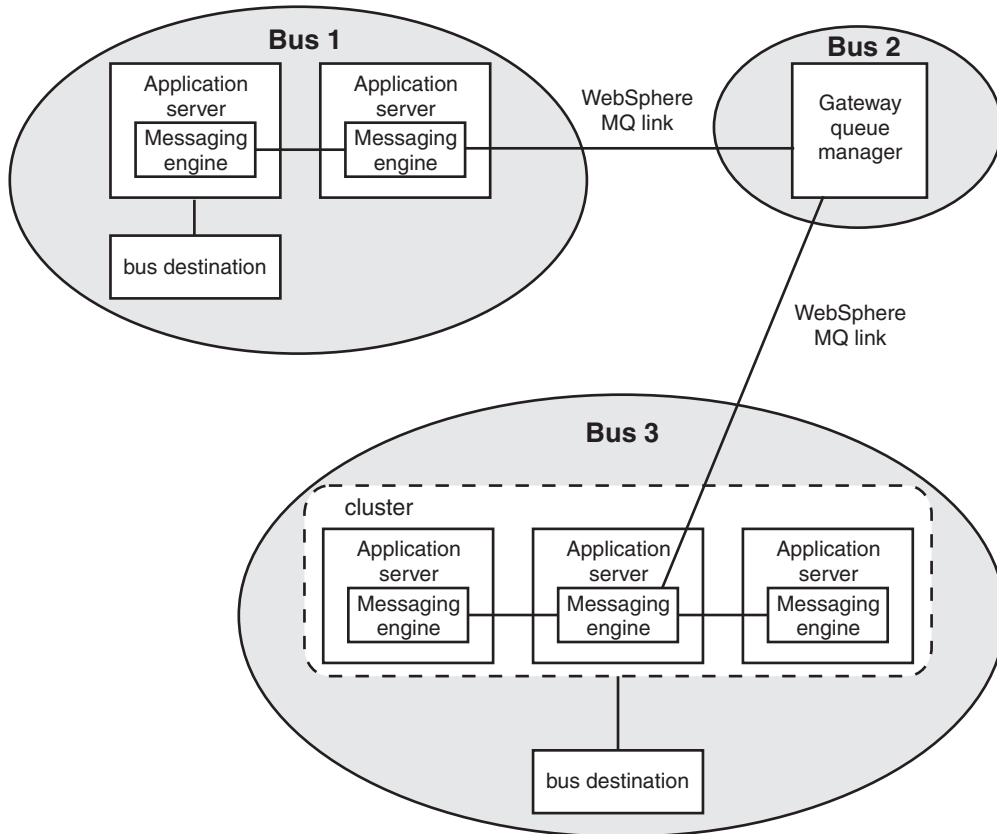 Bus 1
Application
server
Messaging
engine
Application
server
Messaging
engine
bus destination
WebSphere
MQ link
Bus 2
Gateway
queue
manager
WebSphere
MQ link
Bus 3
cluster
Application
server
Messaging
engine
Application
server
Messaging
engine
Application
server
Messaging
engine
bus destination